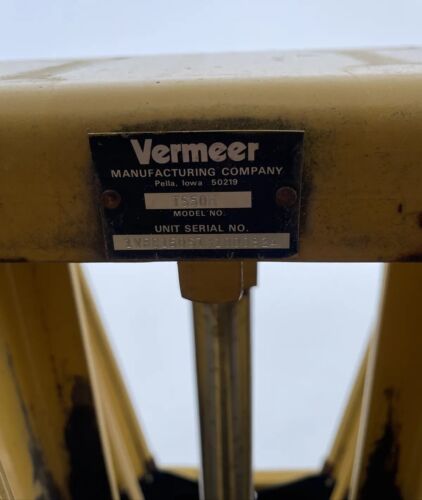 Vermeer
MANUFACTURING COMPANY
Pella, Iowa 50219
MODEL NO.
UNIT SERIAL NO.